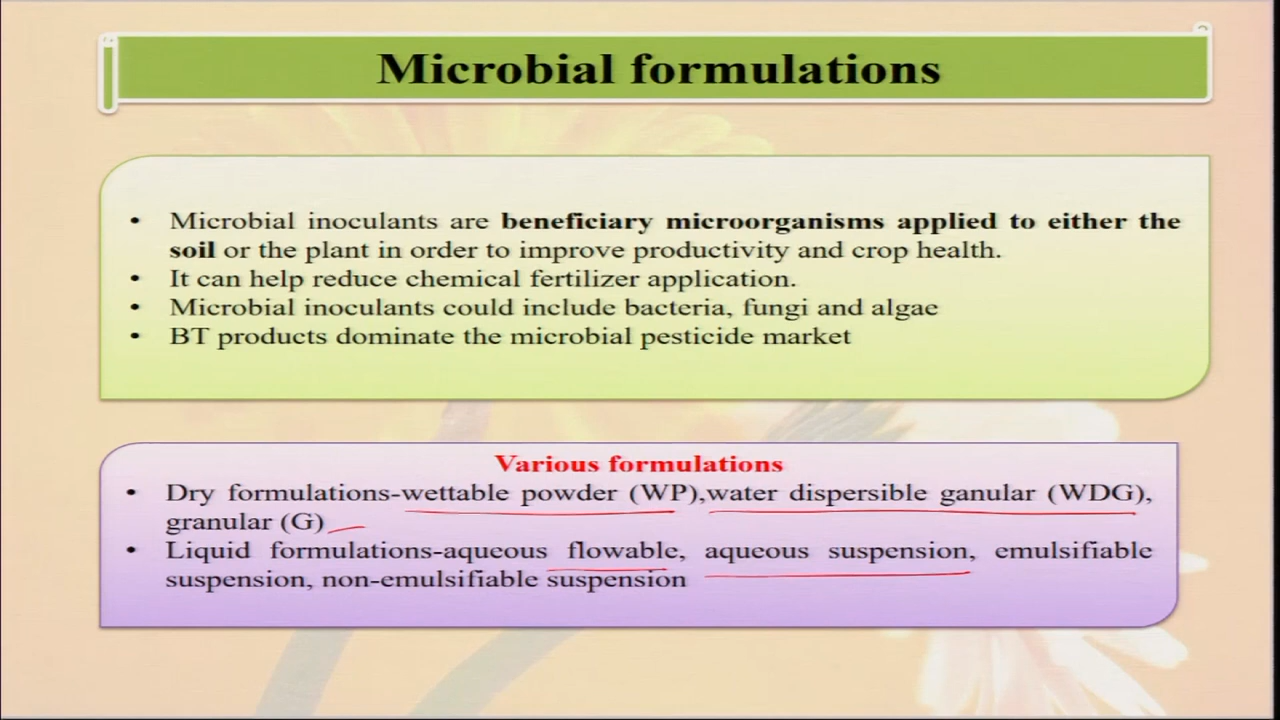 Microbial formulations
• Microbial inoculants are beneficiary microorganisms applied to either the
soil or the plant in order to improve productivity and crop health.
• It can help reduce chemical fertilizer application.
• Microbial inoculants could include bacteria, fungi and algae
• BT products dominate the microbial pesticide market
Various formulations
• Dry formulations-wettable powder (WP),water dispersible ganular (WDG),
granular (G)
• Liquid formulations-aqueous flowable, aqueous suspension, emulsifiable
suspension, non-emulsifiable suspension